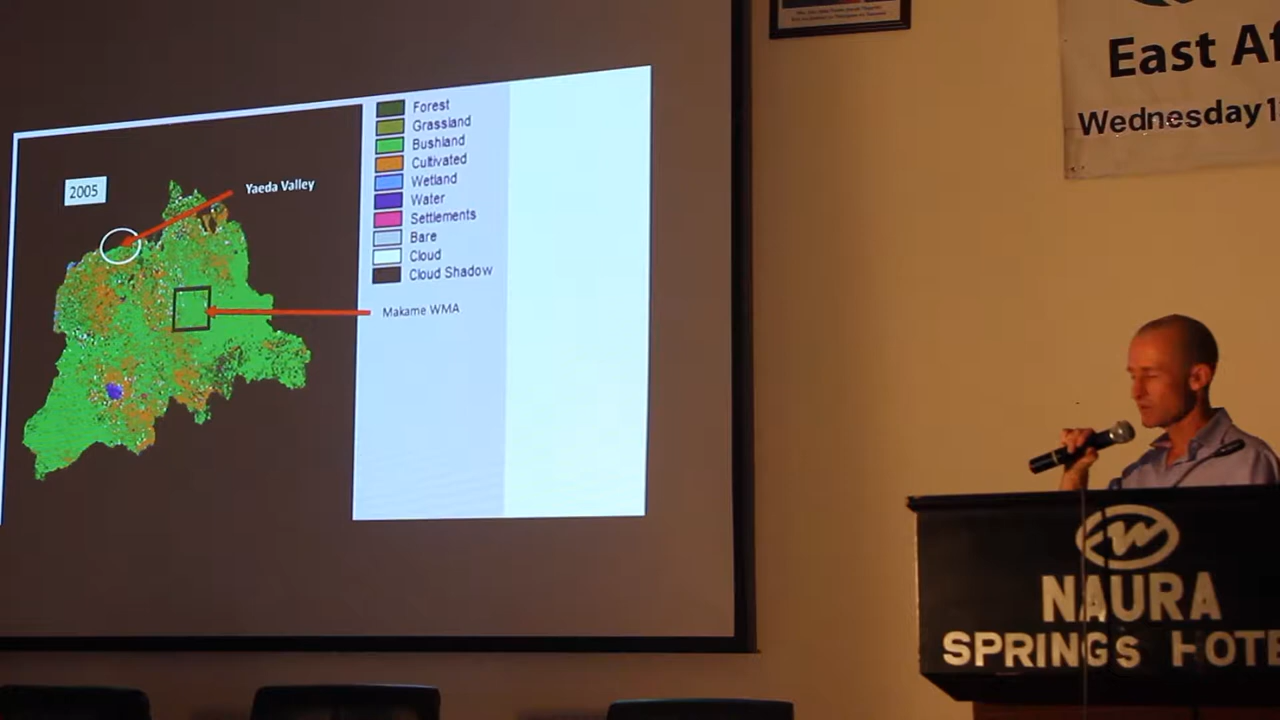 East Af
Wednesday 1
Forest
Grassland
Bushland
Cultivated
Wetland
Water
Settlements
Bare
Cloud
Cloud Shadow
2005
Yaeda Valley
Makame WMA
NAURA
SPRINGS HOTE